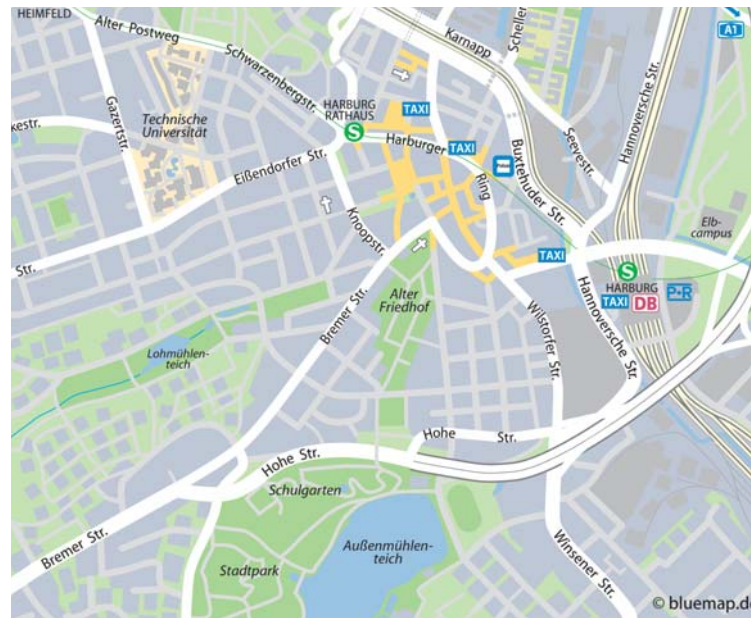 HEIMFELD
Alter Postweg
Schwarzenbergstr.
Karnapp
Scheller
A1
Gazertstr.
Technische
Universität
HARBURG
RATHAUS
S
TAXI
Harburger
TAXI
Ring
Buxtehuder Str.
Seevestr.
Hannoversche Str.
kestr.
Eißendorfer Str.
Knoopstr.
Elb-
campus
Str.
TAXI
S
HARBURG
TAXI
DB
P+R
Bremer Str.
Alter
Friedhof
Wilstorfer Str.
Hannoversche Str.
Lohmühlen-
teich
Hohe Str.
Hohe Str.
Schulgarten
Außenmühlen-
teich
Stadtpark
Bremer Str.
Winsener Str.
© bluemap.d